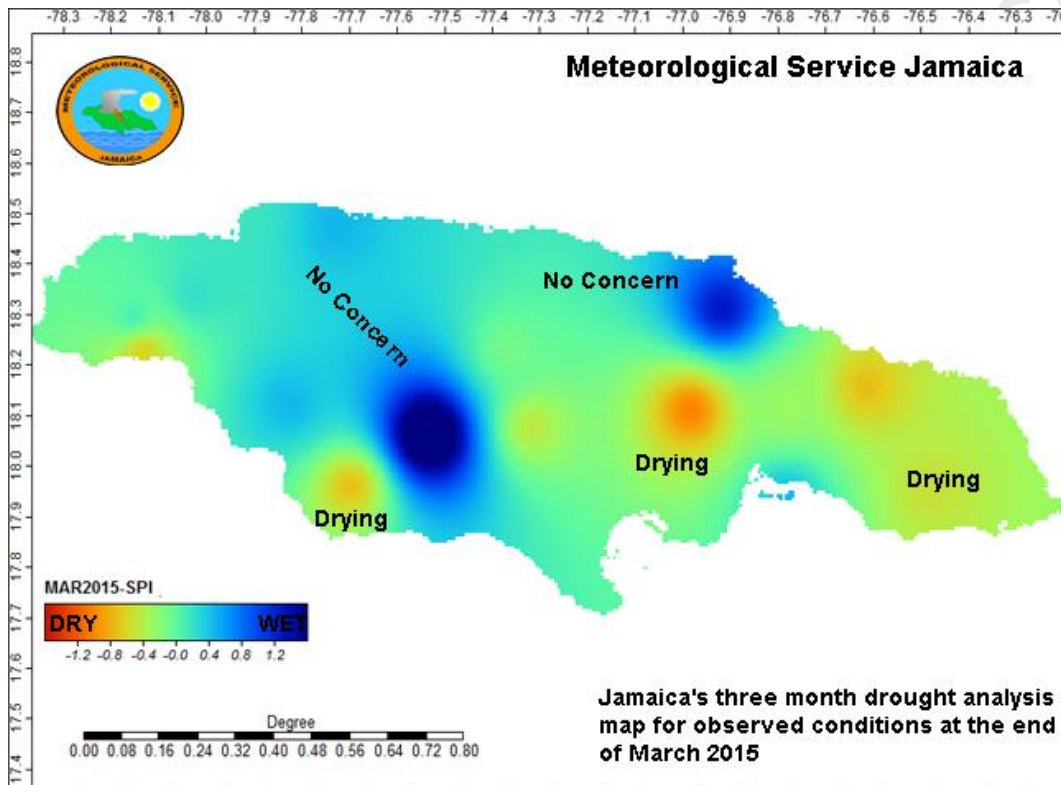 -78.3 -78.2 -78.1 -78.0 -77.9 -77.8 -77.7 -77.6 -77.5 -77.4 -77.3 -77.2 -77.1 -77.0 -76.9 -76.8 -76.7 -76.6 -76.5 -76.4 -76.3
18.8
18.7
18.6
18.5
18.4
18.3
18.2
18.1
18.0
17.9
17.8
17.7
17.6
17.5
17.4
METEOROLOGICAL SERVICE
JAMAICA
Meteorological Service Jamaica
No Concern
No Concern
Drying
Drying
Drying
MAR2015-SPI
DRY WET
-1.2 -0.8 -0.4 -0.0 0.4 0.8 1.2
Degree
0.00 0.08 0.16 0.24 0.32 0.40 0.48 0.56 0.64 0.72 0.80
Jamaica's three month drought analysis
map for observed conditions at the end
of March 2015